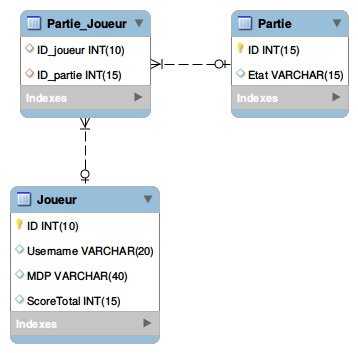 Partie_Joueur
ID_joueur INT(10)
ID_partie INT(15)
Indexes
Partie
ID INT(15)
Etat VARCHAR(15)
Indexes
Joueur
ID INT(10)
Username VARCHAR(20)
MDP VARCHAR(40)
ScoreTotal INT(15)
Indexes